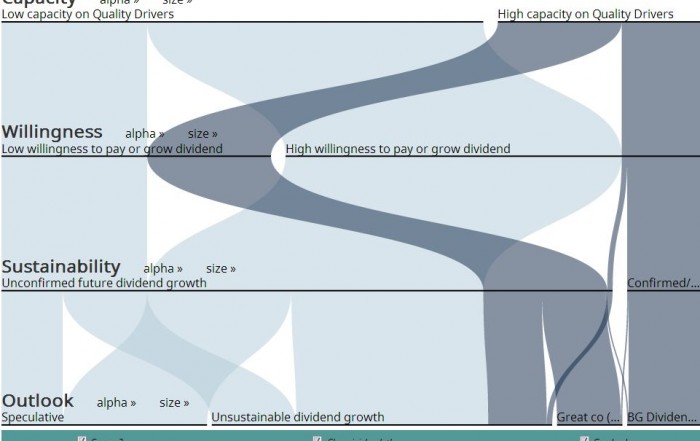 Capacity alpha » size »
Low capacity on Quality Drivers High capacity on Quality Drivers
Willingness alpha » size »
Low willingness to pay or grow dividend High willingness to pay or grow dividend
Sustainability alpha » size »
Unconfirmed future dividend growth Confirmed/...
Outlook alpha » size »
Speculative Unsustainable dividend growth Great co (... BG Dividen...